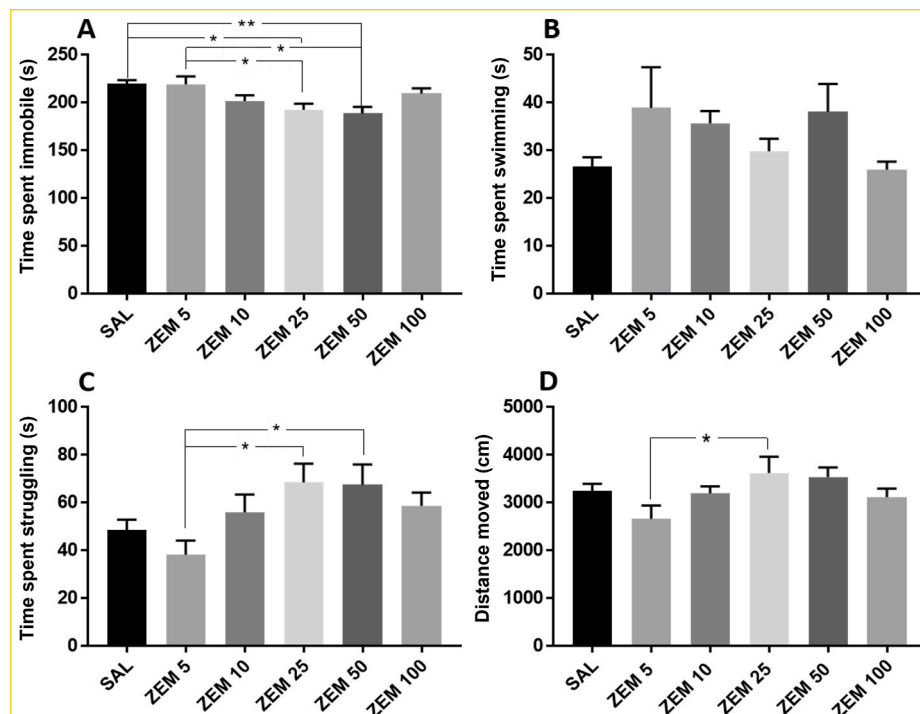 A
**
*
*
*
Time spent immobile (s)
250
200
150
100
50
0
SAL
ZEM 5
ZEM 10
ZEM 25
ZEM 50
ZEM 100
B
Time spent swimming (s)
50
40
30
20
10
0
SAL
ZEM 5
ZEM 10
ZEM 25
ZEM 50
ZEM 100
C
*
*
Time spent struggling (s)
100
80
60
40
20
0
SAL
ZEM 5
ZEM 10
ZEM 25
ZEM 50
ZEM 100
D
*
Distance moved (cm)
5000
4000
3000
2000
1000
0
SAL
ZEM 5
ZEM 10
ZEM 25
ZEM 50
ZEM 100